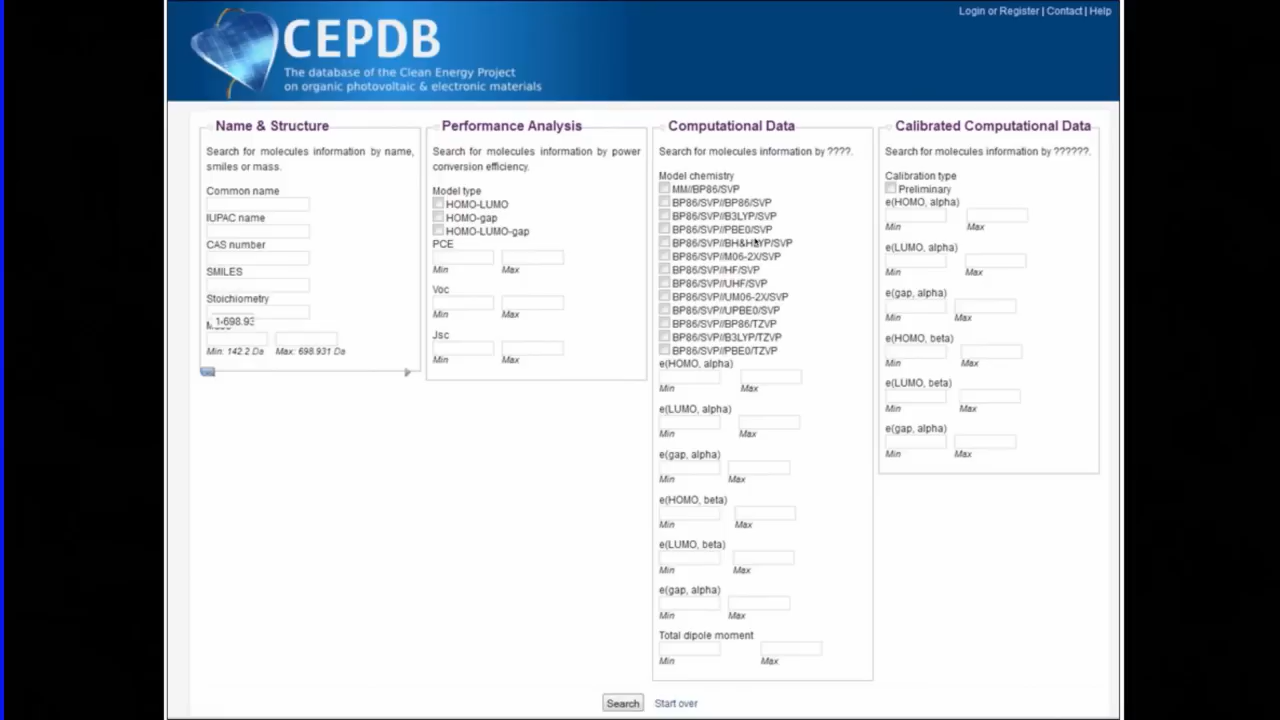 Login or Register | Contact | Help
CEPDB
The database of the Clean Energy Project
on organic photovoltaic & electronic materials
Name & Structure
Search for molecules information by name,
smiles or mass.
Common name
IUPAC name
CAS number
SMILES
Stoichiometry
1-698.93
Min: 142.2 Da Max: 698.931 Da
Performance Analysis
Search for molecules information by power
conversion efficiency.
Model type
HOMO-LUMO
HOMO-gap
HOMO-LUMO-gap
PCE
Min Max
Voc
Min Max
Jsc
Min Max
Computational Data
Search for molecules information by ????.
Model chemistry
MM//BP86/SVP
BP86/SVP//BP86/SVP
BP86/SVP//B3LYP/SVP
BP86/SVP//PBE0/SVP
BP86/SVP//BH&HLYP/SVP
BP86/SVP//M06-2X/SVP
BP86/SVP//HF/SVP
BP86/SVP//UHF/SVP
BP86/SVP//UM06-2X/SVP
BP86/SVP//UPBE0/SVP
BP86/SVP//BP86/TZVP
BP86/SVP//B3LYP/TZVP
BP86/SVP//PBE0/TZVP
e(HOMO, alpha)
Min Max
e(LUMO, alpha)
Min Max
e(gap, alpha)
Min Max
e(HOMO, beta)
Min Max
e(LUMO, beta)
Min Max
e(gap, alpha)
Min Max
Total dipole moment
Min Max
Calibrated Computational Data
Search for molecules information by ??????.
Calibration type
Preliminary
e(HOMO, alpha)
Min Max
e(LUMO, alpha)
Min Max
e(gap, alpha)
Min Max
e(HOMO, beta)
Min Max
e(LUMO, beta)
Min Max
e(gap, alpha)
Min Max
Search Start over